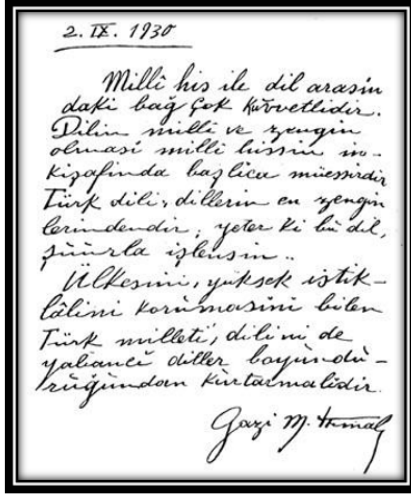 2. IX. 1930
Millî his ile dil arasın
daki bağ çok kuvvetlidir.
Dilin millî ve zengin
olması millî hissin in-
kişafında başlıca müessirdir
Türk dili, dillerin en zengin
lerindendir, yeter ki bu dil,
şuurla işlensin..
Ülkesini, yüksek istik-
lâlini korumasını bilen
Türk milleti, dilini de
yabancı diller boyundu-
ruğundan kurtarmalıdır.
Gazi M. Kemal